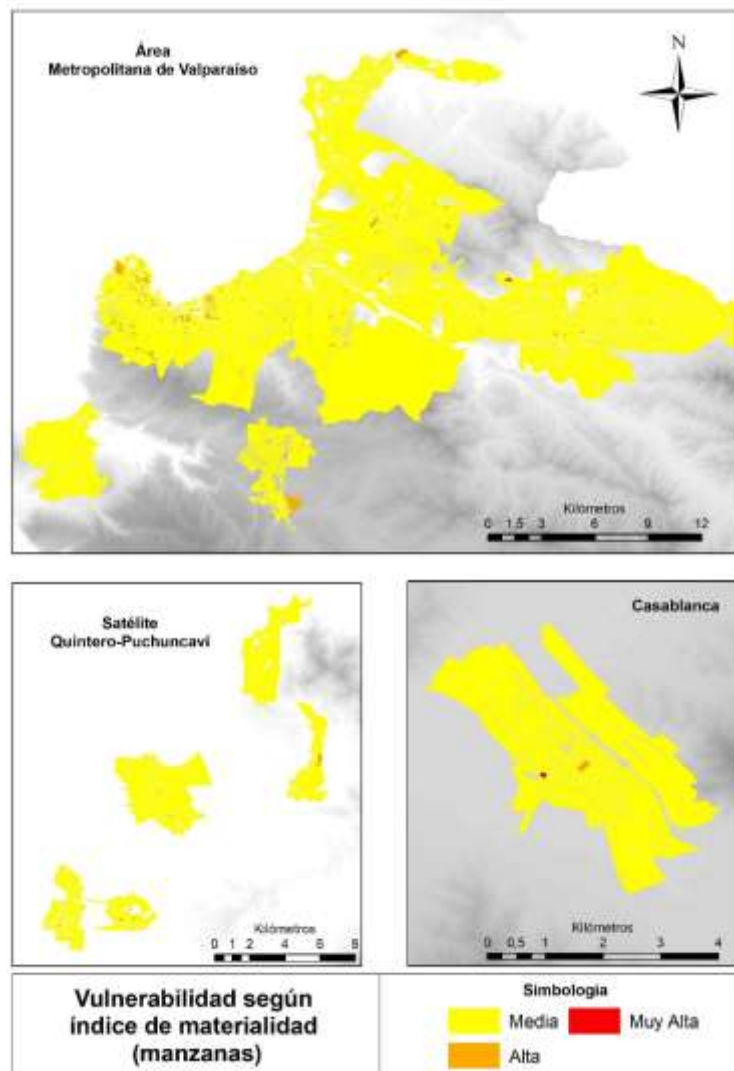 Área
Metropolitana de Valparaíso
N
Kilómetros
0 1.5 3 6 9 12
Satélite
Quintero-Puchuncaví
Kilómetros
0 1 2 4 6 8
Casablanca
Kilómetros
0 0,5 1 2 3 4
Vulnerabilidad según
índice de materialidad
(manzanas)
Simbología
Media
Muy Alta
Alta